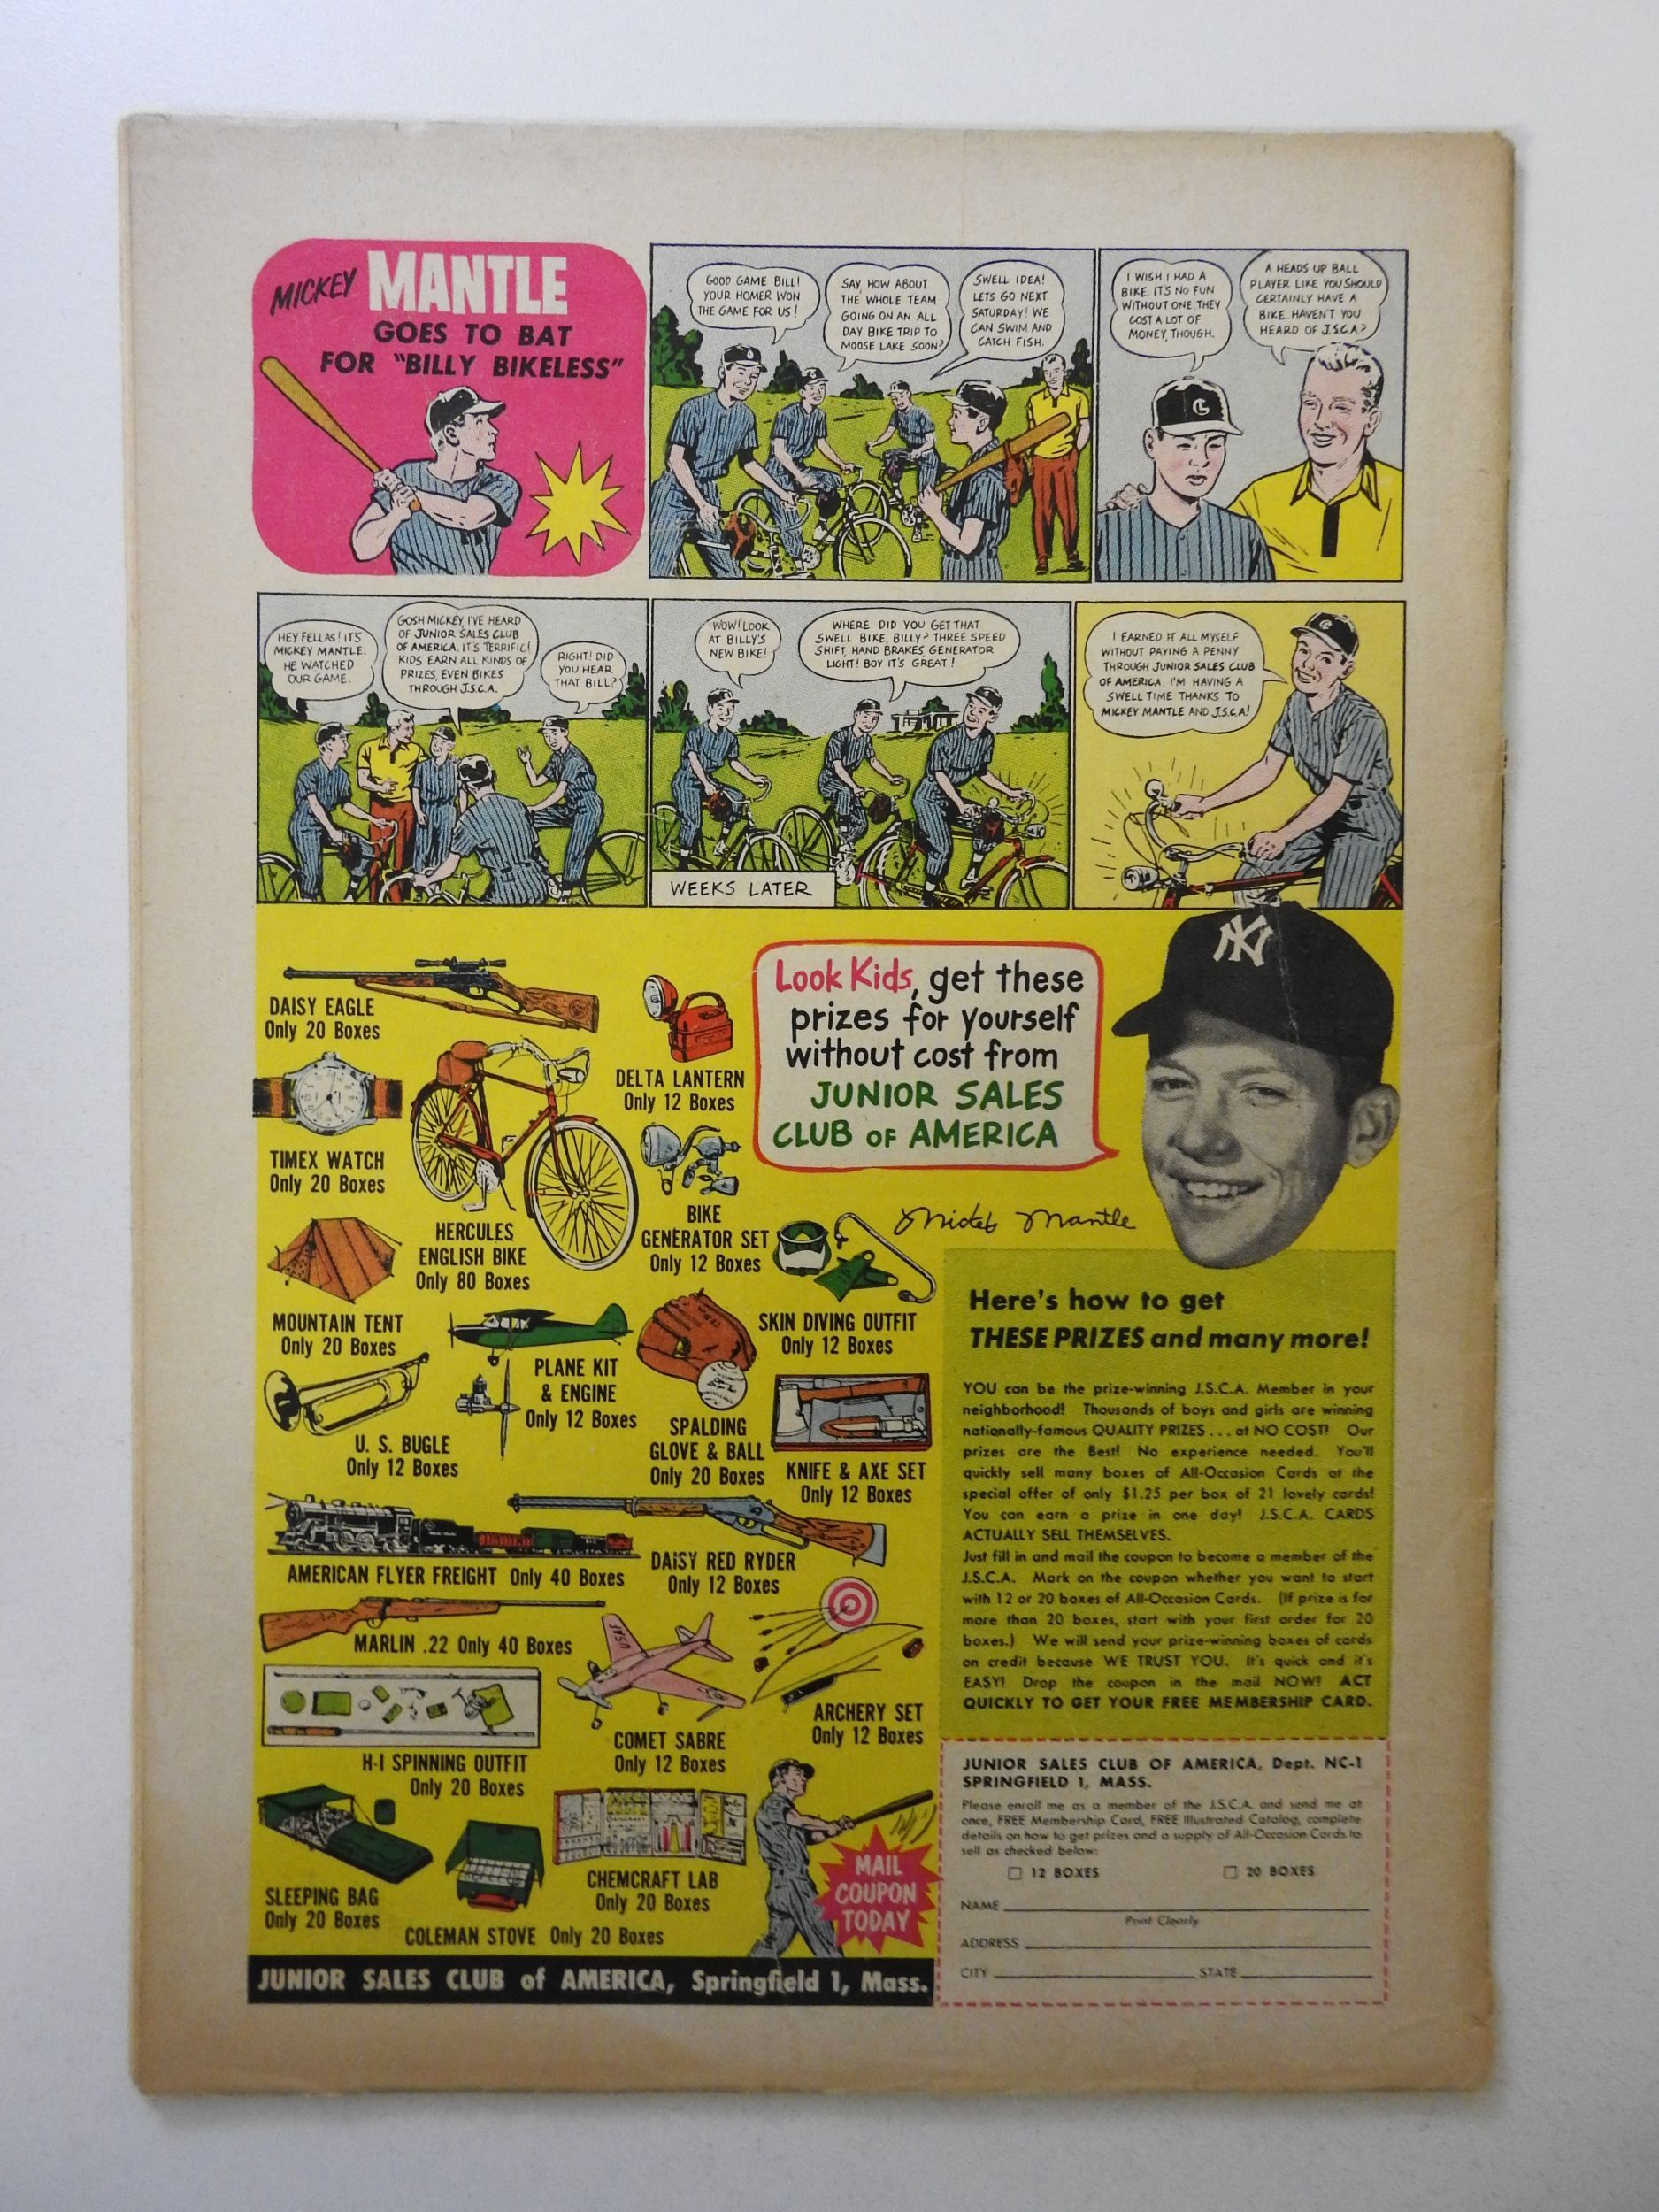 MICKEY MANTLE
GOES TO BAT
FOR "BILLY BIKELESS"
GOOD GAME BILL!
YOUR HOMER WON
THE GAME FOR US!
SAY, HOW ABOUT
THE WHOLE TEAM
GOING ON AN ALL
DAY BIKE TRIP TO
MOOSE LAKE SOON?
SWELL IDEA!
LETS GO NEXT
SATURDAY! WE
CAN SWIM AND
CATCH FISH.
I WISH I HAD A
BIKE. IT'S NO FUN
WITHOUT ONE. THEY
COST A LOT OF
MONEY, THOUGH.
A HEADS UP BALL
PLAYER LIKE YOU SHOULD
CERTAINLY HAVE A
BIKE. HAVEN'T YOU
HEARD OF J.S.C.A.?
HEY FELLAS! IT'S
MICKEY MANTLE.
HE WATCHED
OUR GAME.
GOSH MICKEY, I'VE HEARD
OF JUNIOR SALES CLUB
OF AMERICA. IT'S TERRIFIC!
KIDS EARN ALL KINDS OF
PRIZES, EVEN BIKES
THROUGH J.S.C.A.
RIGHT! DID
YOU HEAR
THAT BILL?
WOW! LOOK
AT BILLY'S
NEW BIKE!
WHERE DID YOU GET THAT
SWELL BIKE, BILLY? THREE SPEED
SHIFT, HAND BRAKES GENERATOR
LIGHT! BOY IT'S GREAT!
WEEKS LATER
I EARNED IT ALL MYSELF
WITHOUT PAYING A PENNY
THROUGH JUNIOR SALES CLUB
OF AMERICA. I'M HAVING A
SWELL TIME THANKS TO
MICKEY MANTLE AND J.S.C.A!
Look Kids, get these
prizes for yourself
without cost from
JUNIOR SALES
CLUB OF AMERICA
NY
Mickey Mantle
DAISY EAGLE
Only 20 Boxes
DELTA LANTERN
Only 12 Boxes
TIMEX WATCH
Only 20 Boxes
HERCULES
ENGLISH BIKE
Only 80 Boxes
BIKE
GENERATOR SET
Only 12 Boxes
MOUNTAIN TENT
Only 20 Boxes
SKIN DIVING OUTFIT
Only 12 Boxes
PLANE KIT
& ENGINE
Only 12 Boxes
U. S. BUGLE
Only 12 Boxes
SPALDING
GLOVE & BALL
Only 20 Boxes
KNIFE & AXE SET
Only 12 Boxes
AMERICAN FLYER FREIGHT Only 40 Boxes
DAISY RED RYDER
Only 12 Boxes
MARLIN .22 Only 40 Boxes
USAF
COMET SABRE
Only 12 Boxes
ARCHERY SET
Only 12 Boxes
H-I SPINNING OUTFIT
Only 20 Boxes
SLEEPING BAG
Only 20 Boxes
COLEMAN STOVE Only 20 Boxes
CHEMCRAFT LAB
Only 20 Boxes
MAIL
COUPON
TODAY
JUNIOR SALES CLUB of AMERICA, Springfield 1, Mass.
Here's how to get
THESE PRIZES and many more!
YOU can be the prize-winning J.S.C.A. Member in your
neighborhood! Thousands of boys and girls are winning
nationally-famous QUALITY PRIZES . . . at NO COST! Our
prizes are the Best! No experience needed. You'll
quickly sell many boxes of All-Occasion Cards at the
special offer of only $1.25 per box of 21 lovely cards!
You can earn a prize in one day! J.S.C.A. CARDS
ACTUALLY SELL THEMSELVES.
Just fill in and mail the coupon to become a member of the
J.S.C.A. Mark on the coupon whether you want to start
with 12 or 20 boxes of All-Occasion Cards. (If prize is for
more than 20 boxes, start with your first order for 20
boxes.) We will send your prize-winning boxes of cards
on credit because WE TRUST YOU. It's quick and it's
EASY! Drop the coupon in the mail NOW! ACT
QUICKLY TO GET YOUR FREE MEMBERSHIP CARD.
JUNIOR SALES CLUB OF AMERICA, Dept. NC-1
SPRINGFIELD 1, MASS.
Please enroll me as a member of the J.S.C.A. and send me at
once, FREE Membership Card, FREE Illustrated Catalog, complete
details on how to get prizes and a supply of All-Occasion Cards to
sell as checked below:
12 BOXES 20 BOXES
NAME
Print Clearly
ADDRESS
CITY STATE